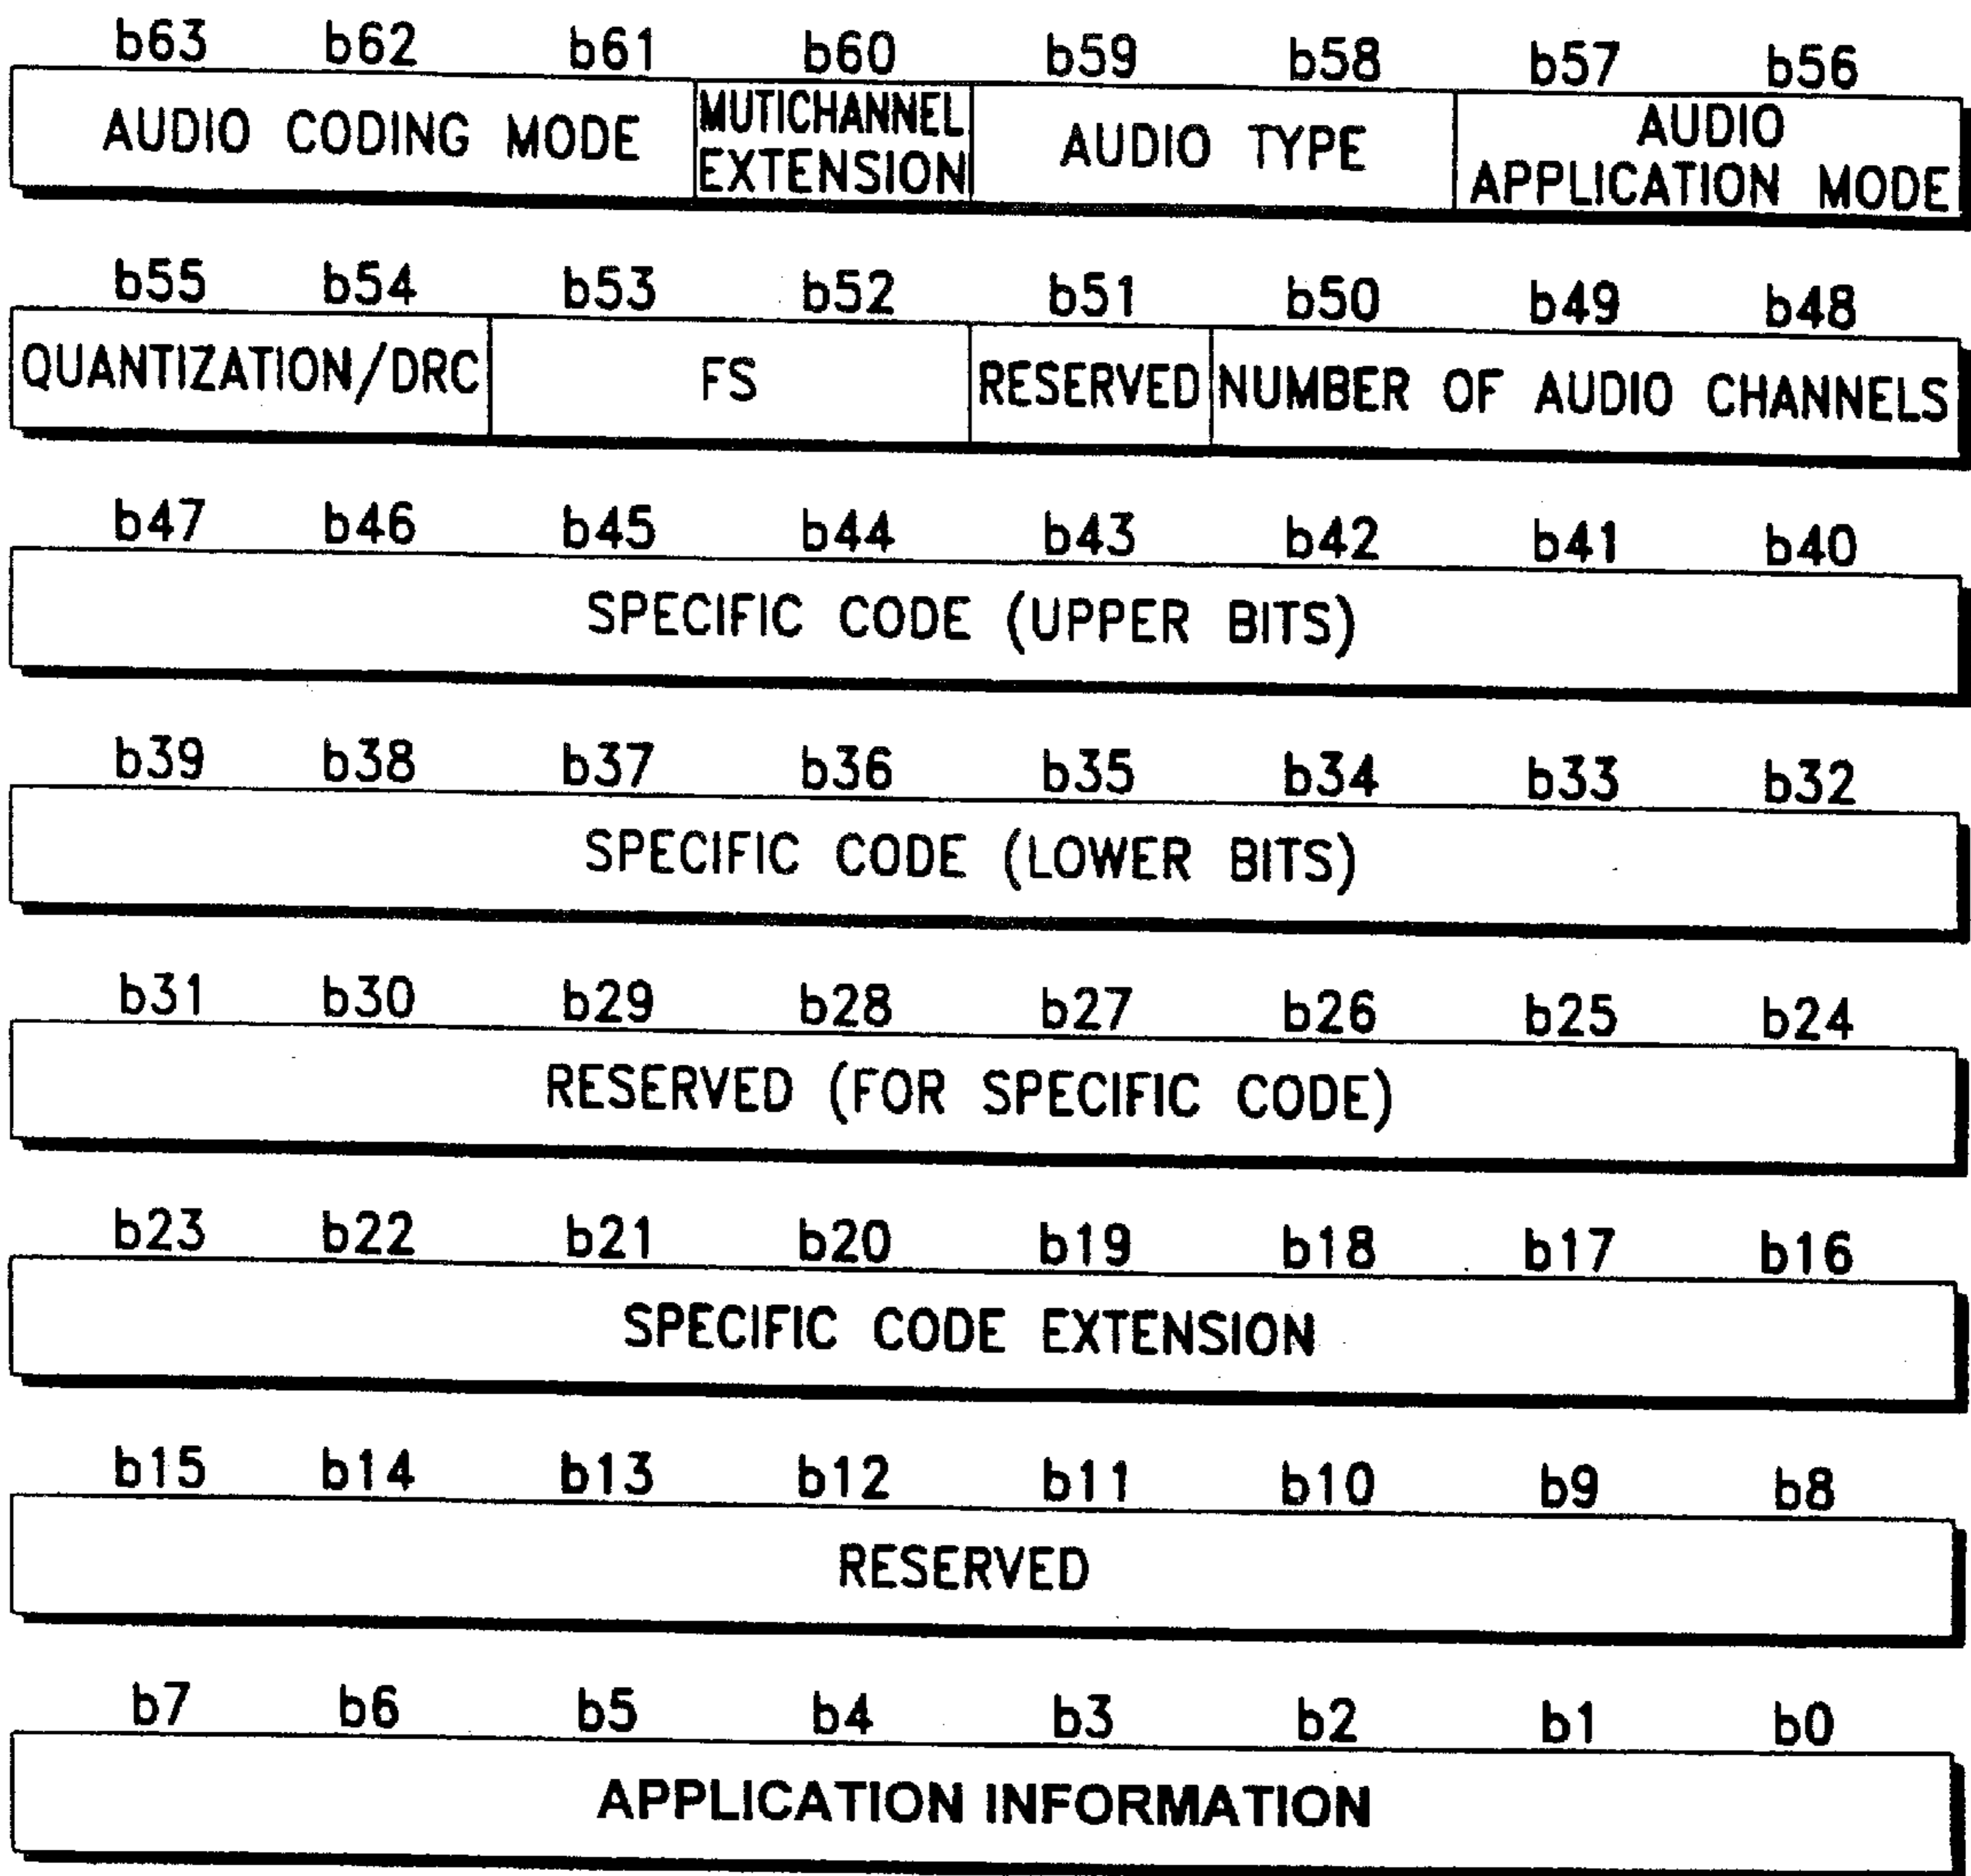 b63 b62 b61 b60 b59 b58 b57 b56
AUDIO CODING MODE
MUTICHANNEL
EXTENSION
AUDIO TYPE
AUDIO
APPLICATION MODE
b55 b54 b53 b52 b51 b50 b49 b48
QUANTIZATION/DRC FS RESERVED NUMBER OF AUDIO CHANNELS
b47 b46 b45 b44 b43 b42 b41 b40
SPECIFIC CODE (UPPER BITS)
b39 b38 b37 b36 b35 b34 b33 b32
SPECIFIC CODE (LOWER BITS)
b31 b30 b29 b28 b27 b26 b25 b24
RESERVED (FOR SPECIFIC CODE)
b23 b22 b21 b20 b19 b18 b17 b16
SPECIFIC CODE EXTENSION
b15 b14 b13 b12 b11 b10 b9 b8
RESERVED
b7 b6 b5 b4 b3 b2 b1 b0
APPLICATION INFORMATION